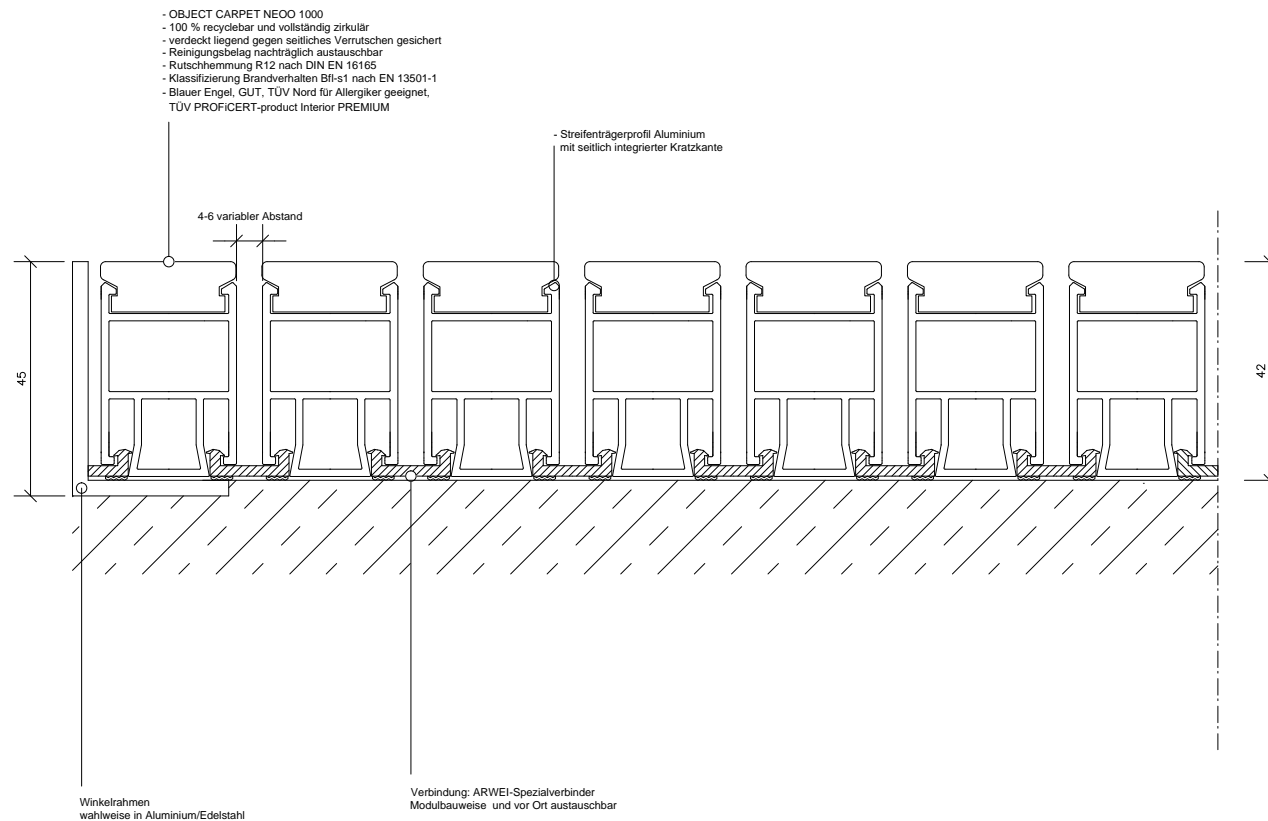 - OBJECT CARPET NEOO 1000
- 100 % recyclebar und vollständig zirkulär
- verdeckt liegend gegen seitliches Verrutschen gesichert
- Reinigungsbelag nachträglich austauschbar
- Rutschhemmung R12 nach DIN EN 16165
- Klassifizierung Brandverhalten Bfl-s1 nach EN 13501-1
- Blauer Engel, GUT, TÜV Nord für Allergiker geeignet,
TÜV PROFiCERT-product Interior PREMIUM
- Streifenträgerprofil Aluminium
mit seitlich integrierter Kratzkante
4-6 variabler Abstand
45
42
Winkelrahmen
wahlweise in Aluminium/Edelstahl
Verbindung: ARWEI-Spezialverbinder
Modulbauweise und vor Ort austauschbar